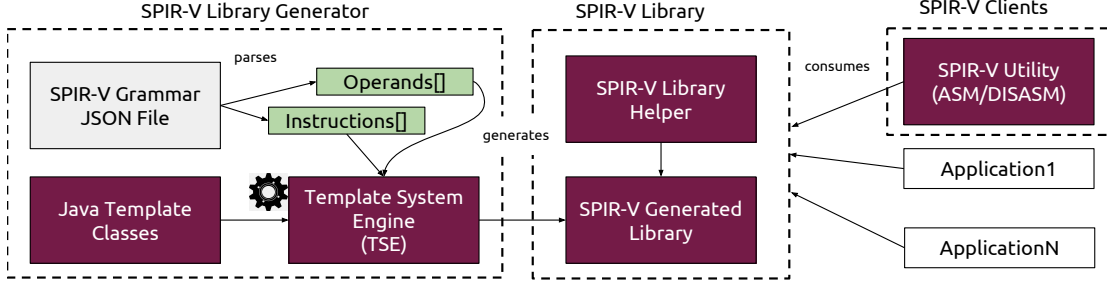 SPIR-V Library Generator
SPIR-V Library
SPIR-V Clients
parses
SPIR-V Grammar
JSON File
Operands[]
Instructions[]
generates
Java Template
Classes
Template System
Engine
(TSE)
SPIR-V Library
Helper
SPIR-V Generated
Library
consumes
SPIR-V Utility
(ASM/DISASM)
Application1
ApplicationN